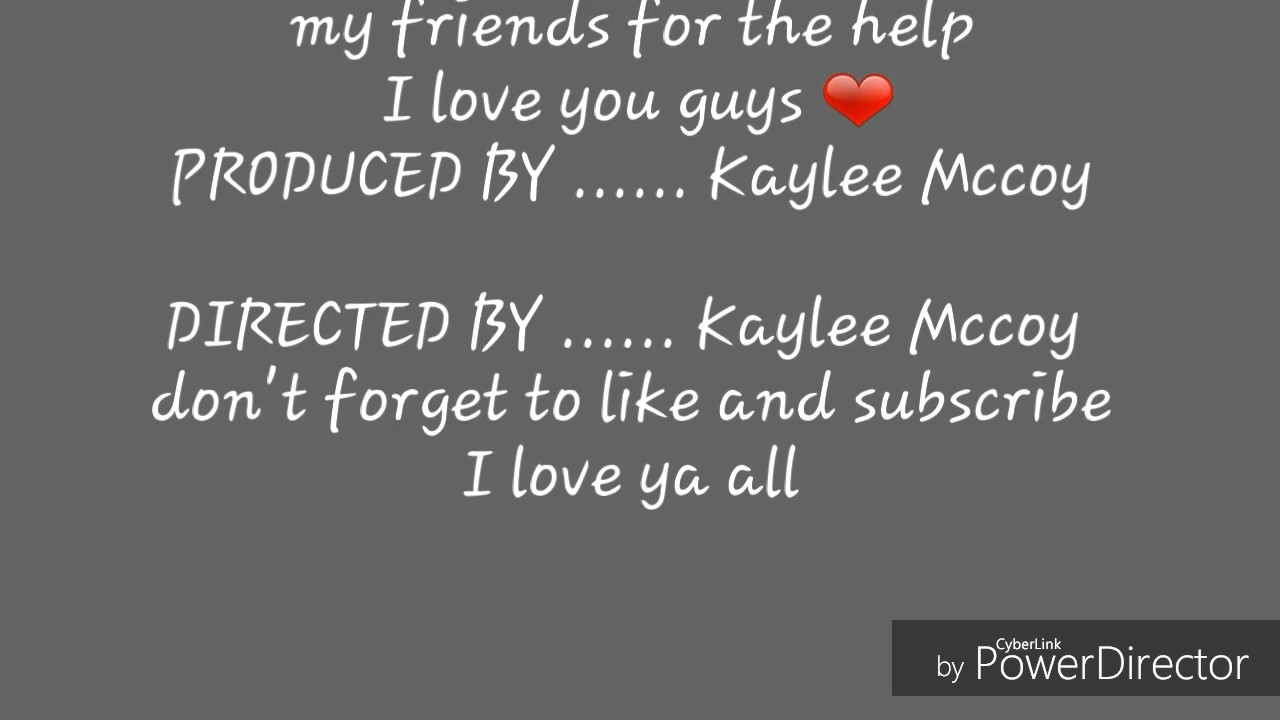 my friends for the help
I love you guys ❤
PRODUCED BY ...... Kaylee Mccoy
DIRECTED BY ...... Kaylee Mccoy
don't forget to like and subscribe
I love ya all
by CyberLink PowerDirector